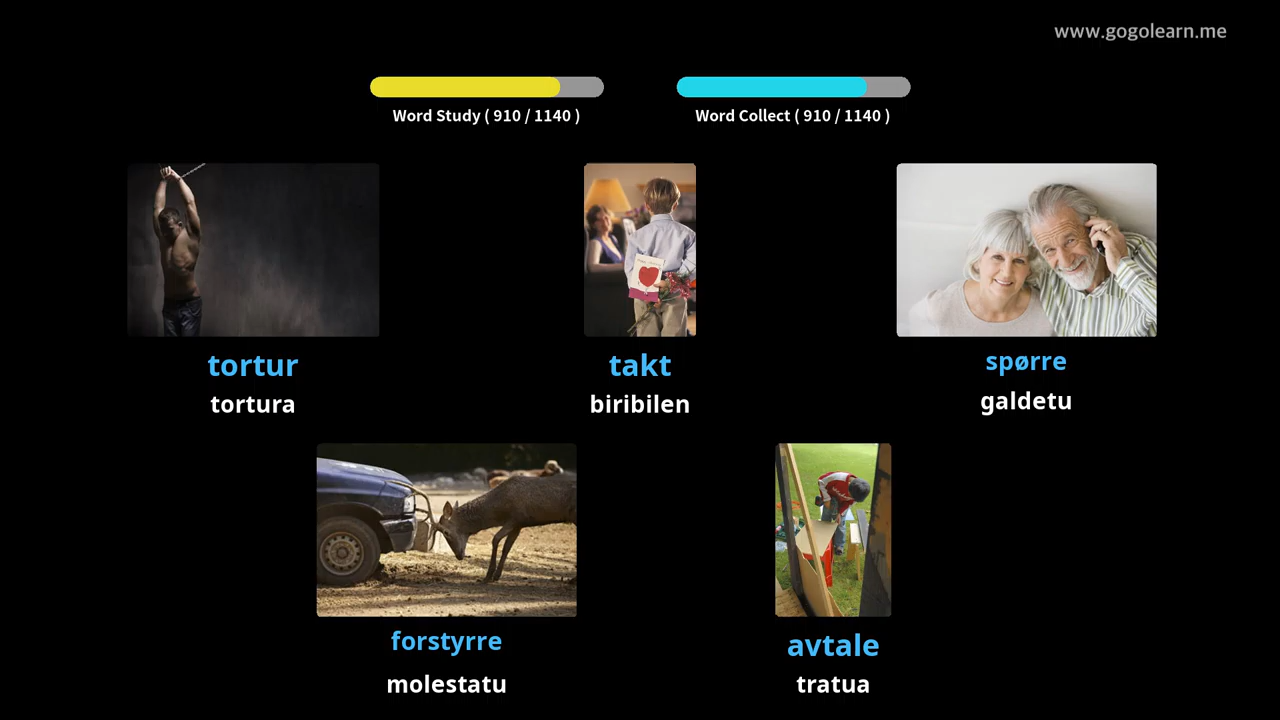 www.gogolearn.me
Word Study ( 910 / 1140 )
Word Collect ( 910 / 1140 )
tortur
tortura
takt
biribilen
spørre
galdetu
forstyrre
molestatu
avtale
tratua